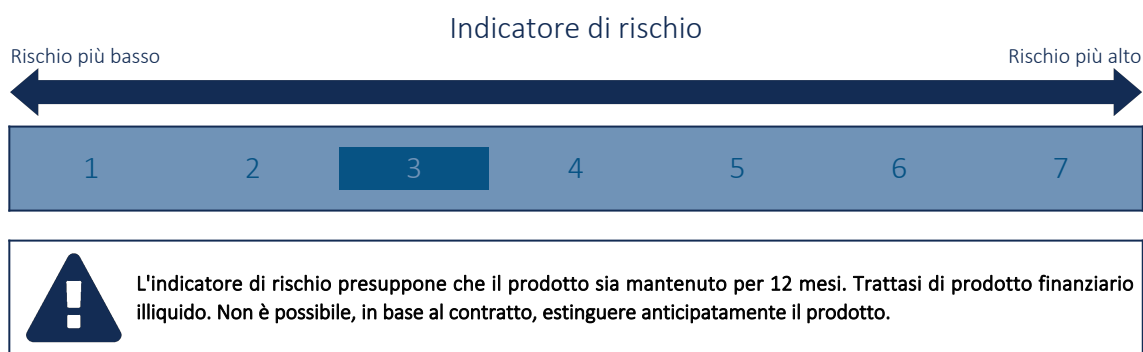 Indicatore di rischio
Rischio più basso Rischio più alto
1 2 3 4 5 6 7
L'indicatore di rischio presuppone che il prodotto sia mantenuto per 12 mesi. Trattasi di prodotto finanziario
illiquido. Non è possibile, in base al contratto, estinguere anticipatamente il prodotto.